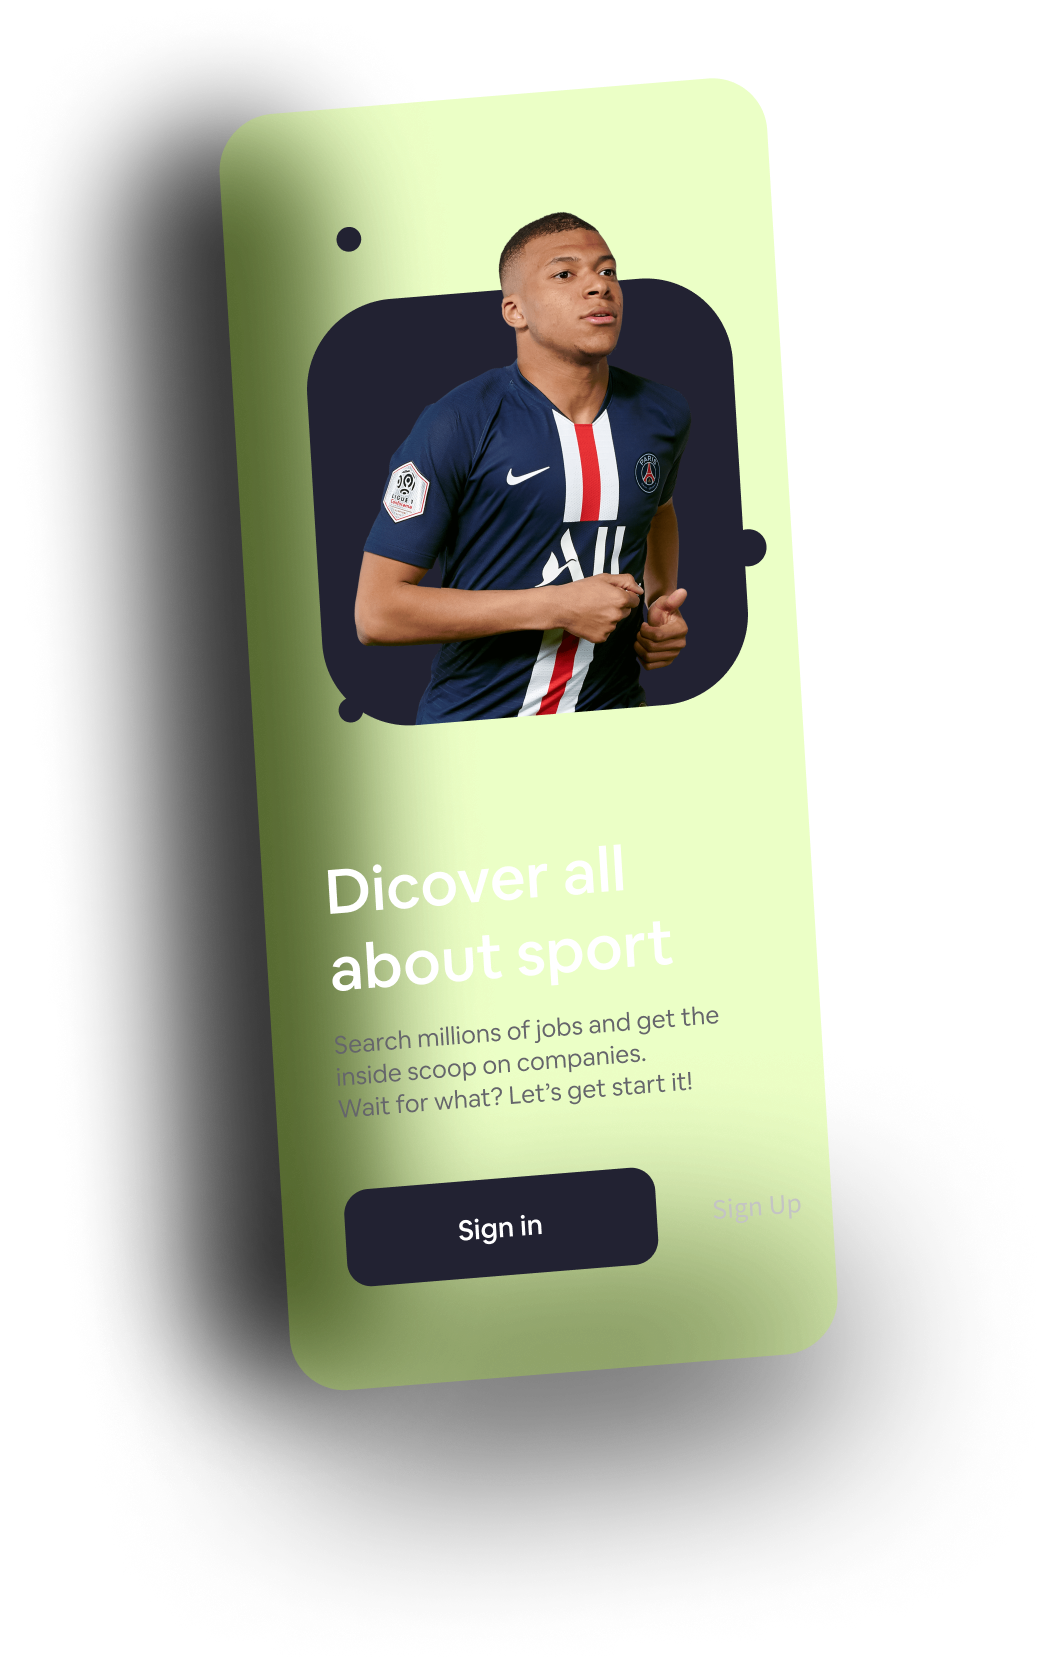 PARIS
LIGUE 1
Conforama
All
Dicover all
about sport
Search millions of jobs and get the
inside scoop on companies.
Wait for what? Let’s get start it!
Sign in
Sign Up